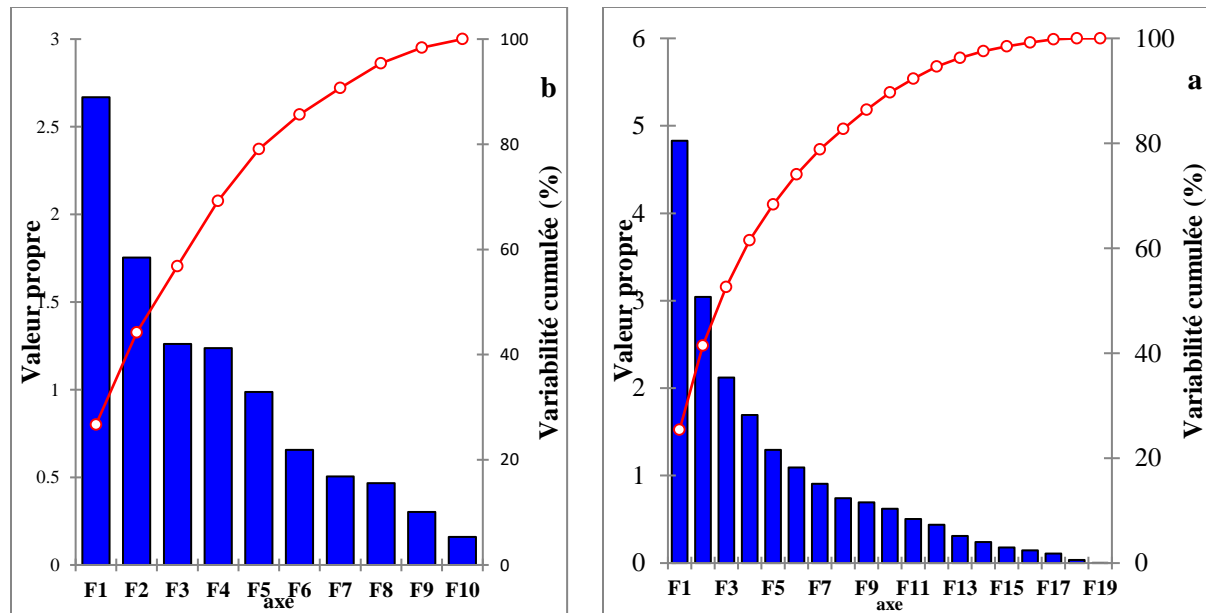 b
3
2.5
2
1.5
1
0.5
0
Valeur propre
100
80
60
40
20
0
Variabilité cumulée (%)
F1 F2 F3 F4 F5 F6 F7 F8 F9 F10
axe
a
6
5
4
3
2
1
0
Valeur propre
100
80
60
40
20
0
Variabilité cumulée (%)
F1 F3 F5 F7 F9 F11 F13 F15 F17 F19
axe